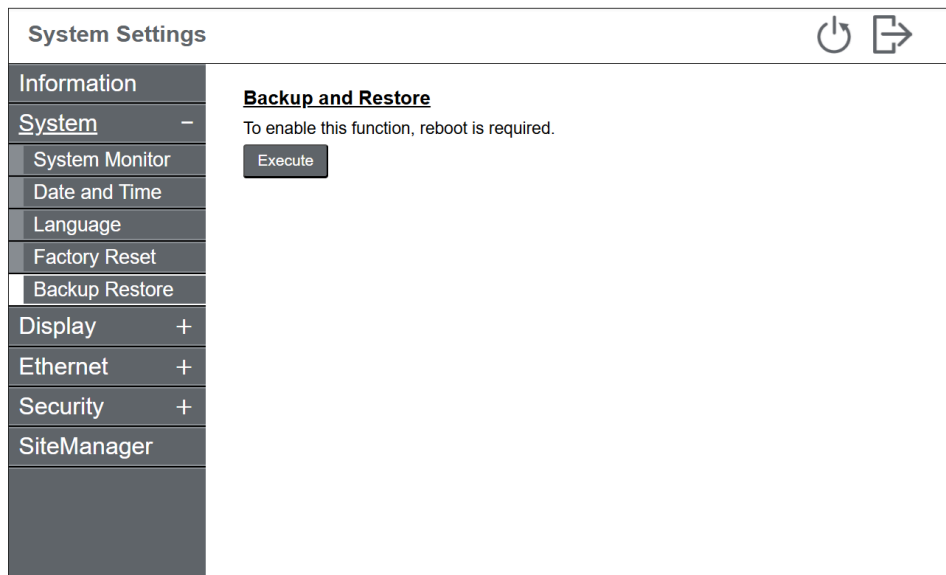 System Settings
Information
System −
System Monitor
Date and Time
Language
Factory Reset
Backup Restore
Display +
Ethernet +
Security +
SiteManager
Backup and Restore
To enable this function, reboot is required.
Execute